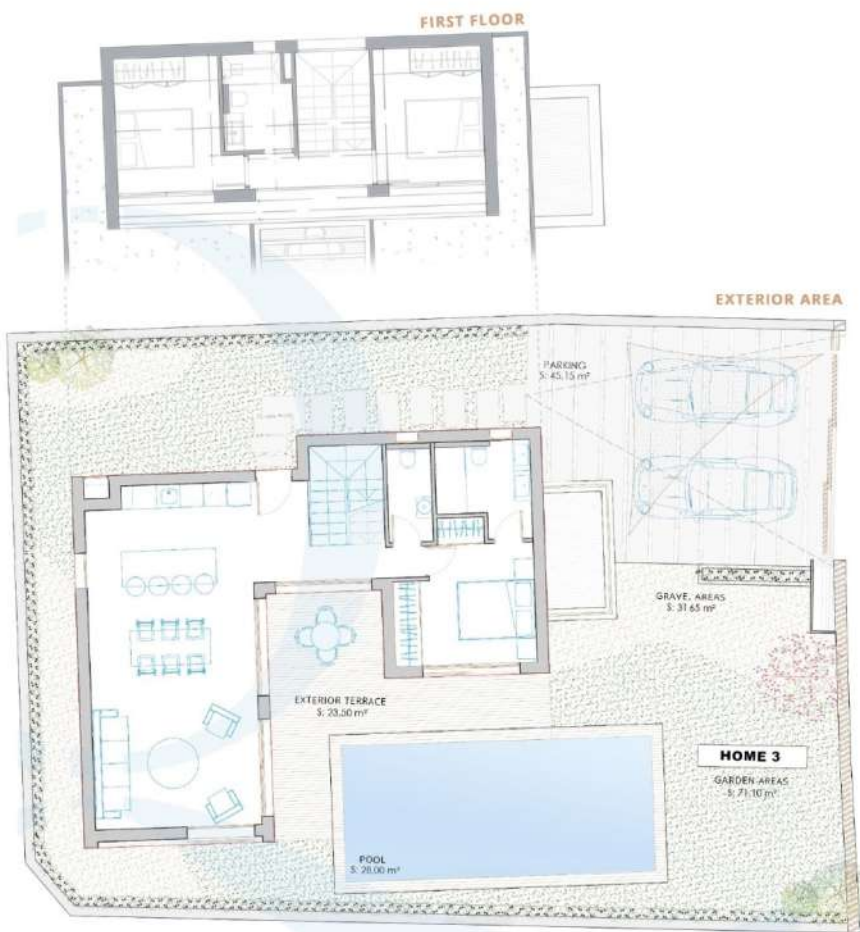 FIRST FLOOR
EXTERIOR AREA
PARKING
S: 45,15 m²
GRAVE. AREAS
S: 31.65 m²
EXTERIOR TERRACE
S: 23,50 m²
HOME 3
GARDEN AREAS
S: 71,10 m²
POOL
S: 28,00 m²